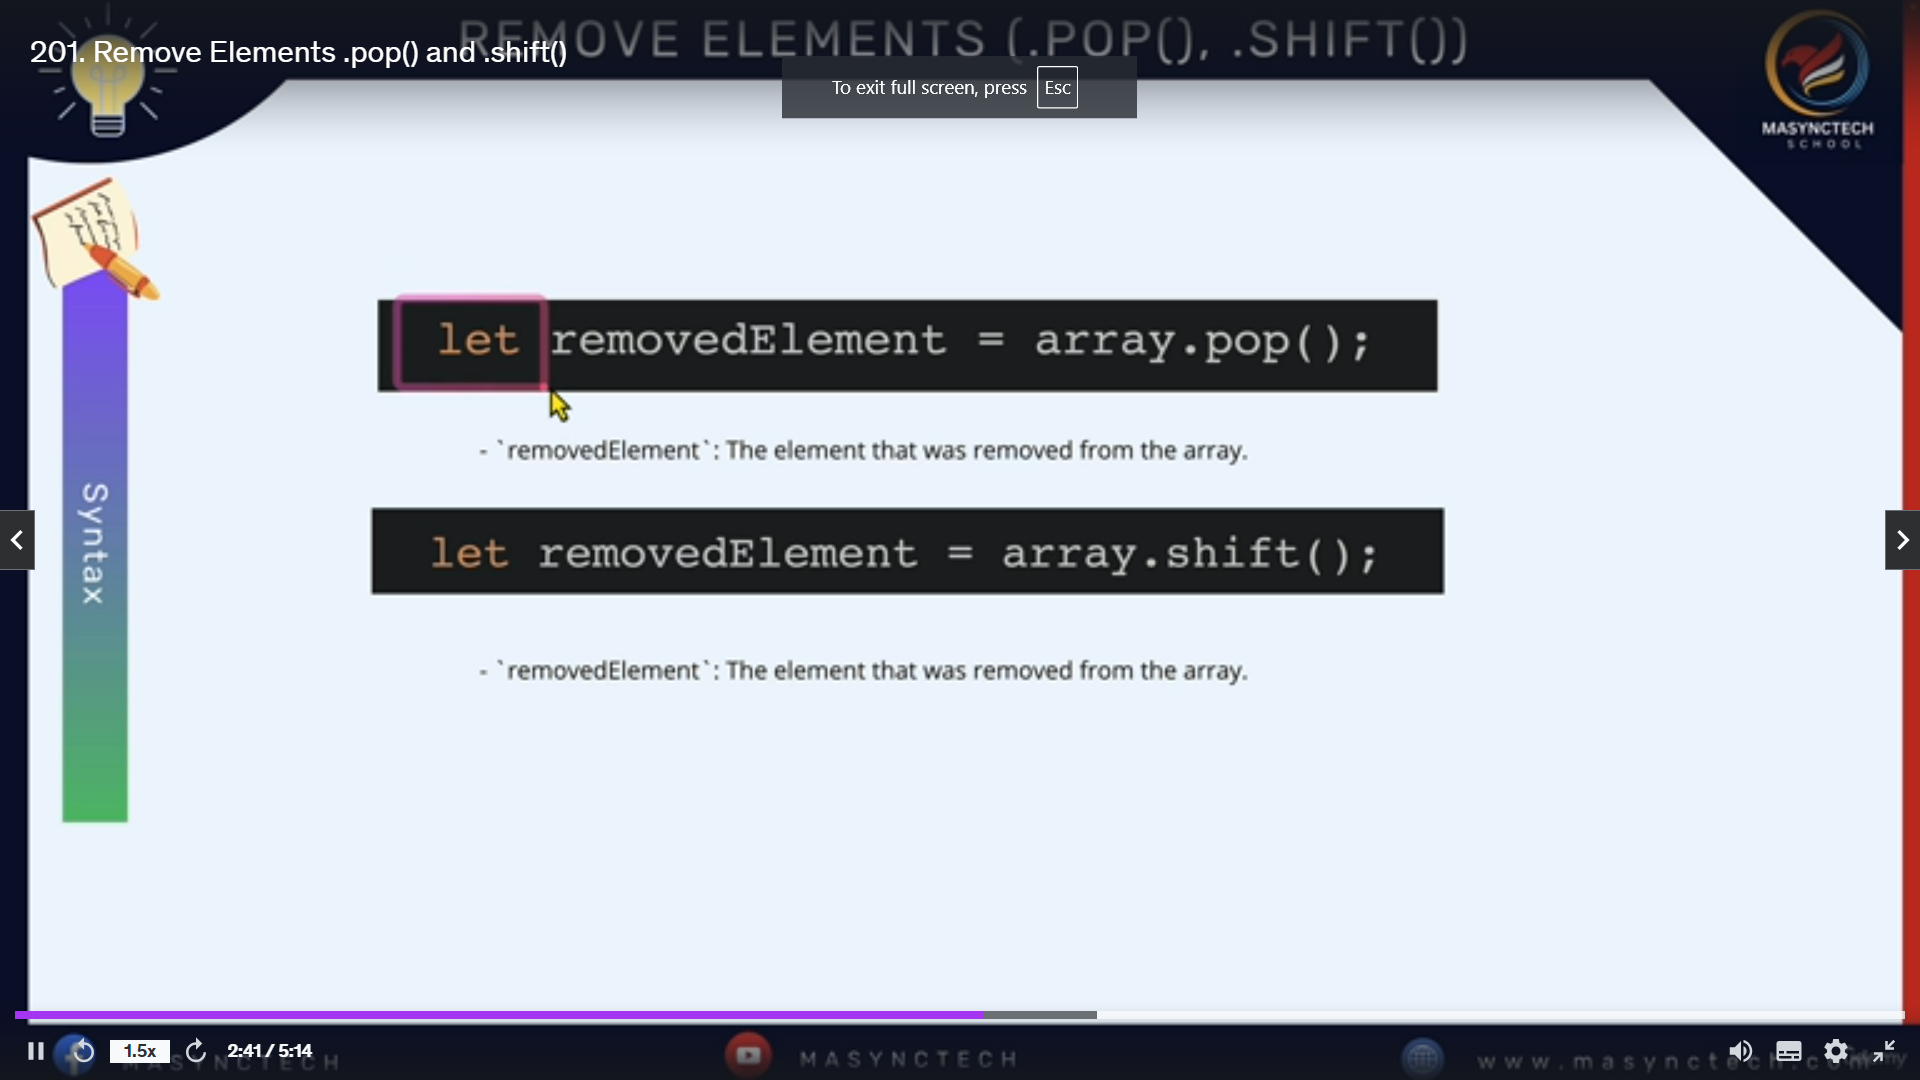 REMOVE ELEMENTS (.POP(), .SHIFT())
201. Remove Elements .pop() and .shift()
To exit full screen, press Esc
MASYNCTECH
SCHOOL
let removedElement = array.pop();
- `removedElement`: The element that was removed from the array.
Syntax
let removedElement = array.shift();
- `removedElement`: The element that was removed from the array.
1.5x
2:41 / 5:14
MASYNCTECH
MASYNCTECH
www.masynctech.com